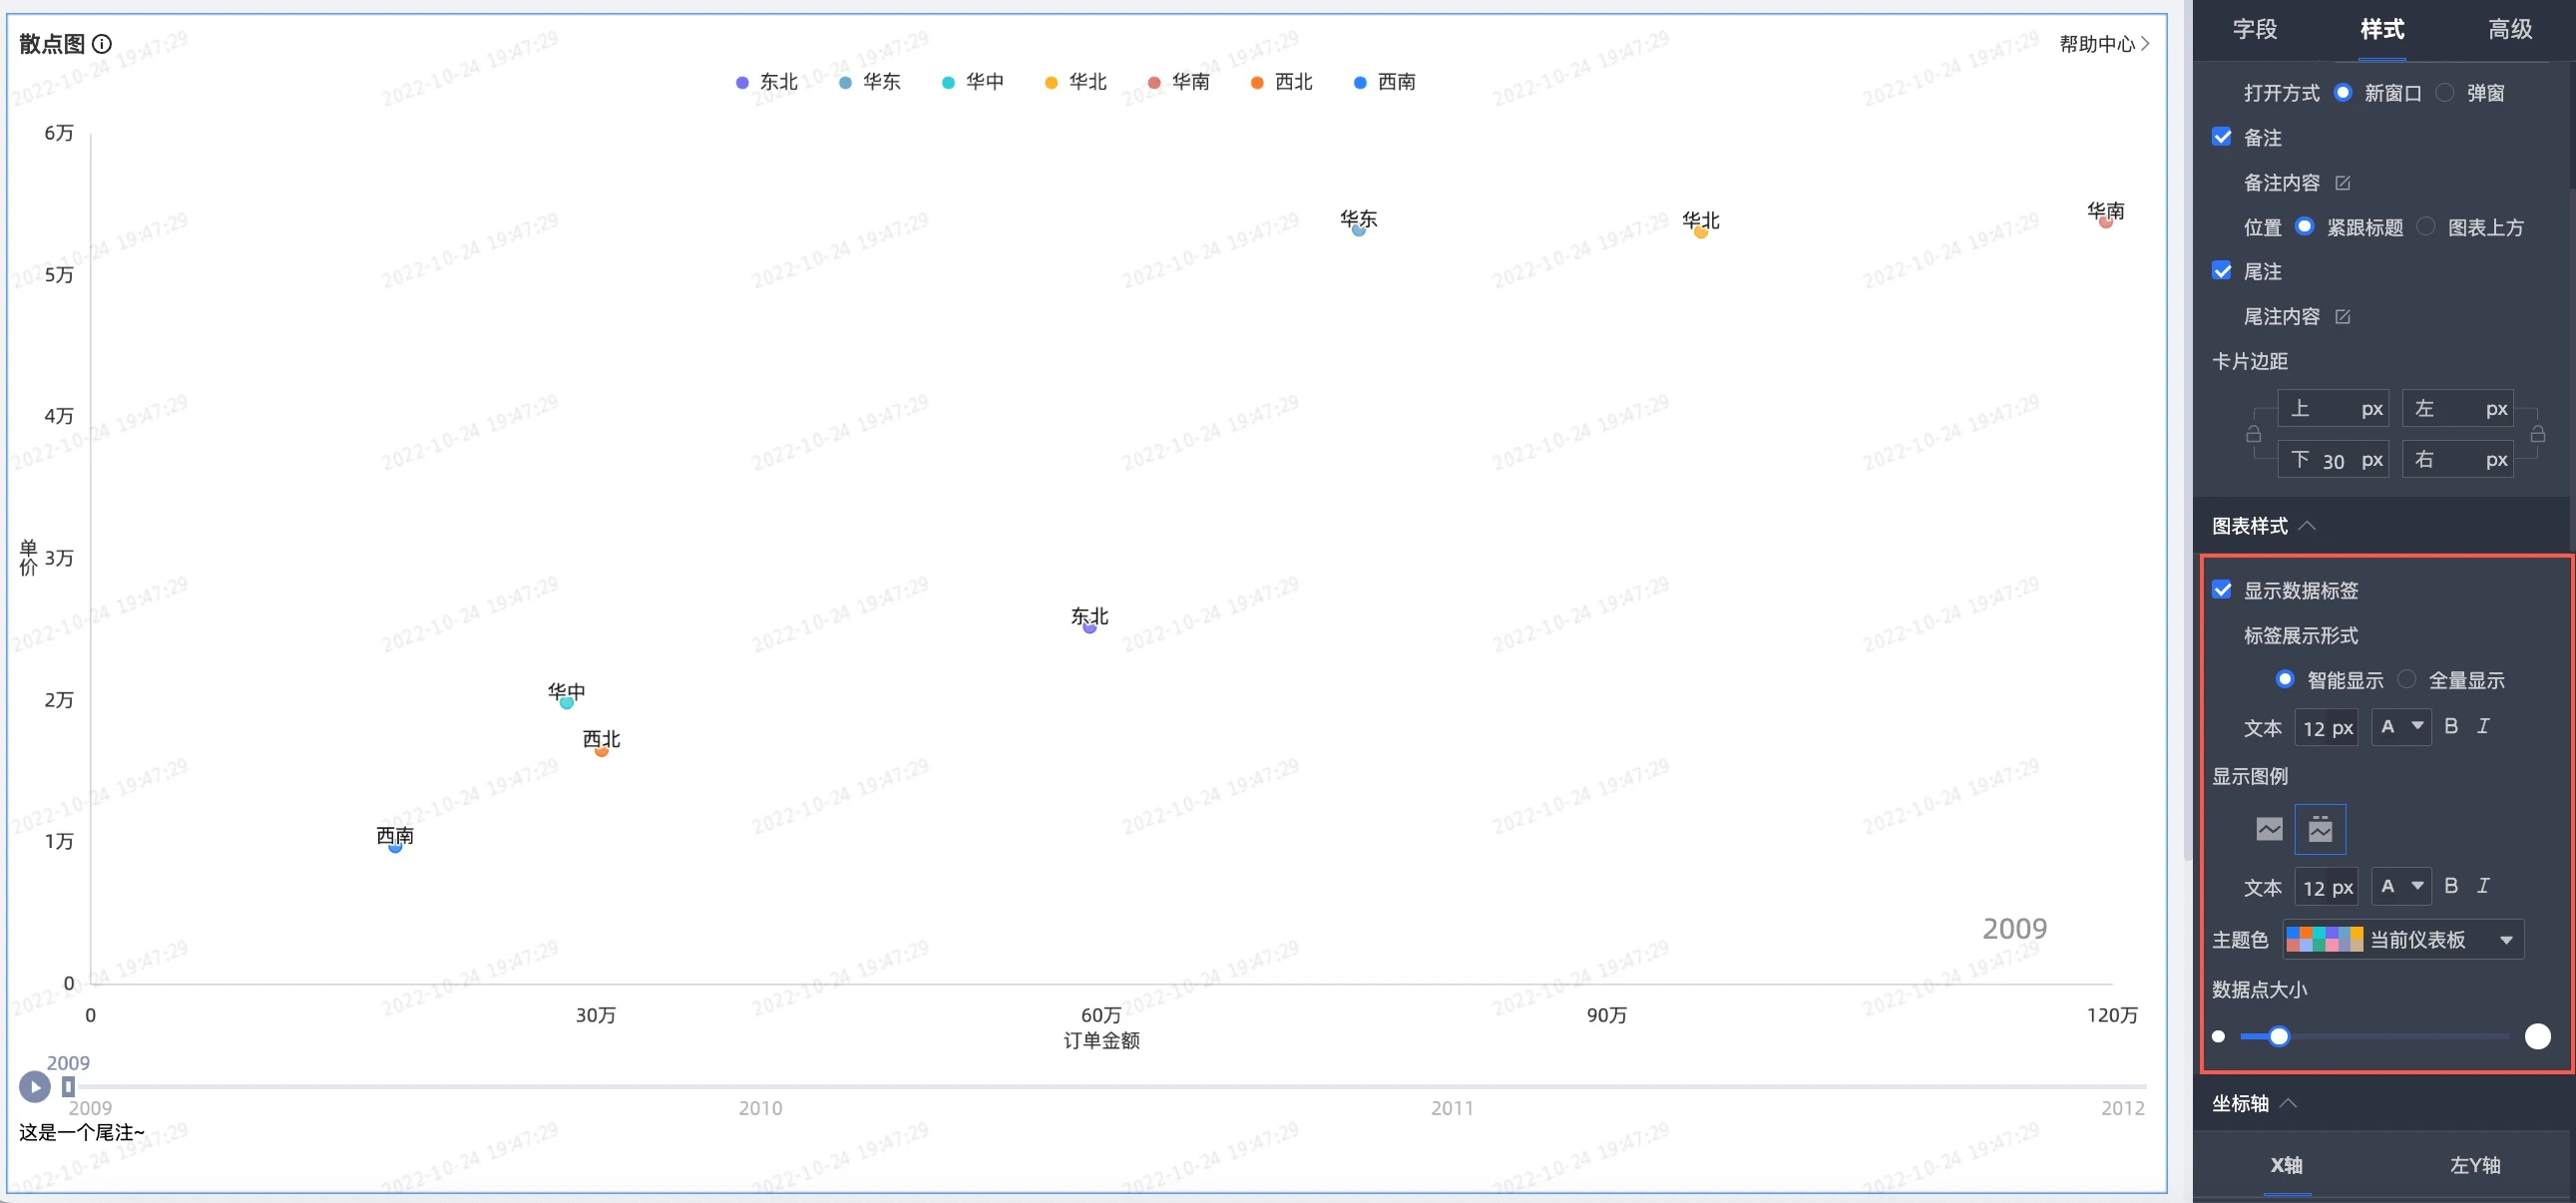 散点图
帮助中心
东北 华东 华中 华北 华南 西北 西南
6万
5万
4万
3万
2万
1万
0
单价
华东
华北
华南
东北
华中
西北
西南
2009
0 30万 60万 90万 120万
订单金额
2009
2009 2010 2011 2012
这是一个尾注~
2022-10-24 19:47:29
字段 样式 高级
打开方式 新窗口 弹窗
备注
备注内容
位置 紧跟标题 图表上方
尾注
尾注内容
卡片边距
上 px 左 px
下 30 px 右 px
图表样式
显示数据标签
标签展示形式
智能显示 全量显示
文本 12 px A B I
显示图例
文本 12 px A B I
主题色 当前仪表板
数据点大小
坐标轴
X轴 左Y轴